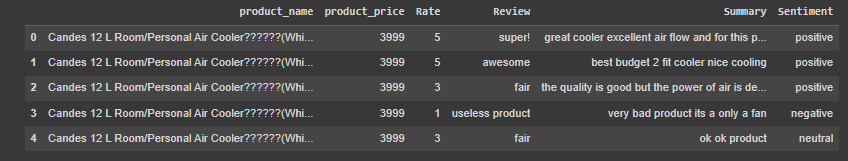 product_name product_price Rate Review Summary Sentiment
0 Candes 12 L Room/Personal Air Cooler??????(Whi... 3999 5 super! great cooler excellent air flow and for this p... positive
1 Candes 12 L Room/Personal Air Cooler??????(Whi... 3999 5 awesome best budget 2 fit cooler nice cooling positive
2 Candes 12 L Room/Personal Air Cooler??????(Whi... 3999 3 fair the quality is good but the power of air is de... positive
3 Candes 12 L Room/Personal Air Cooler??????(Whi... 3999 1 useless product very bad product its a only a fan negative
4 Candes 12 L Room/Personal Air Cooler??????(Whi... 3999 3 fair ok ok product neutral